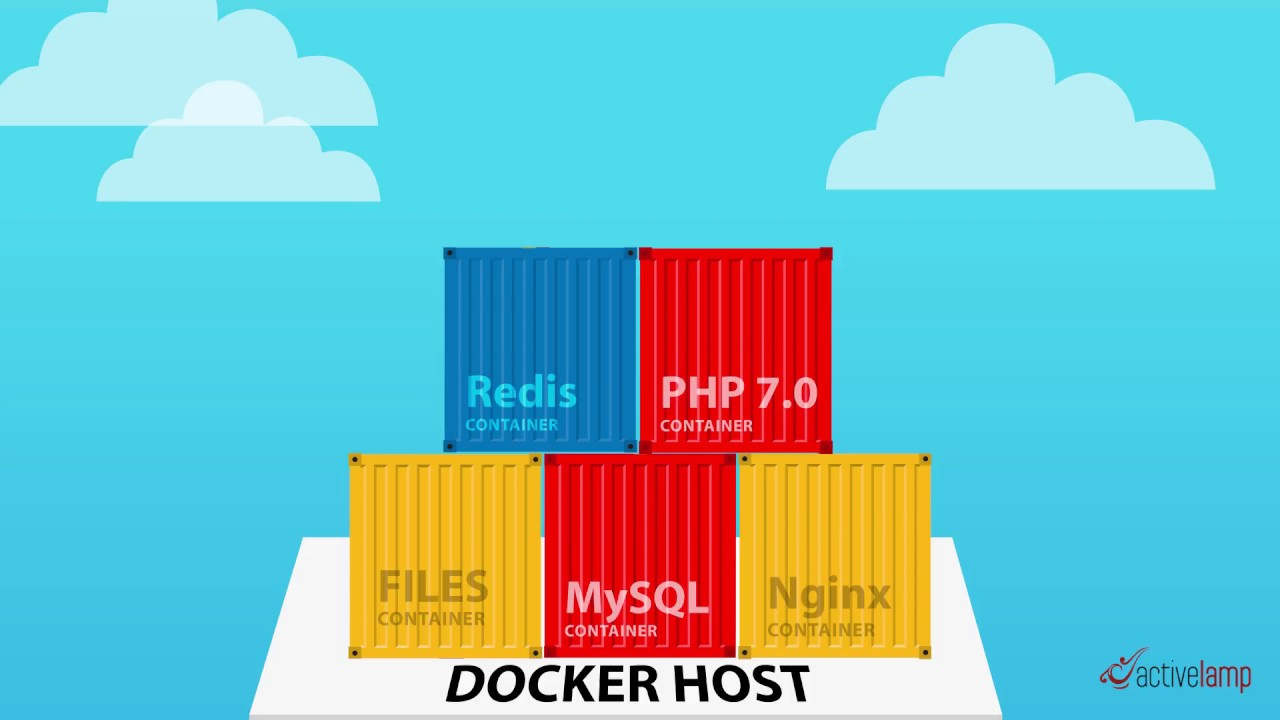 Redis
CONTAINER
PHP 7.0
CONTAINER
FILES
CONTAINER
MySQL
CONTAINER
Nginx
CONTAINER
DOCKER HOST
activelamp